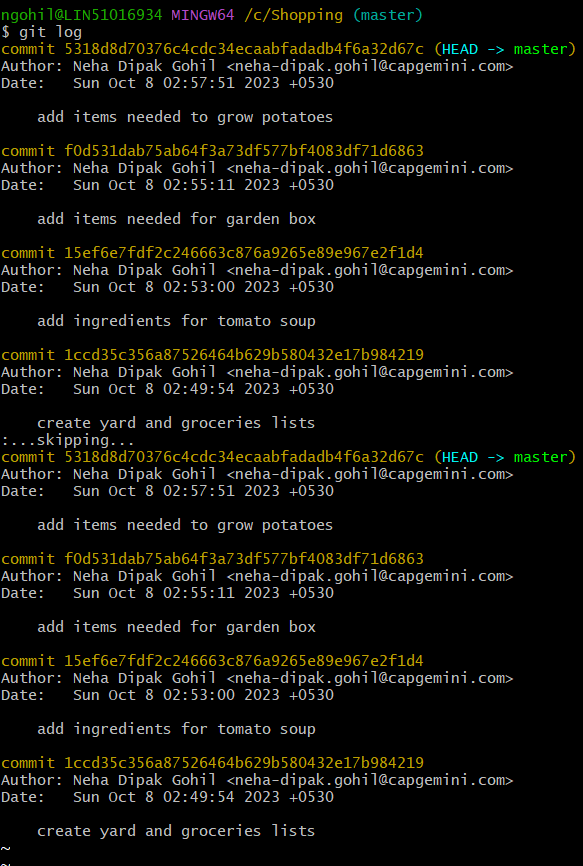 ngohil@LIN51016934 MINGW64 /c/Shopping (master)
$ git log
commit 5318d8d70376c4cdc34ecaabfadadb4f6a32d67c (HEAD -> master)
Author: Neha Dipak Gohil <neha-dipak.gohil@capgemini.com>
Date:   Sun Oct 8 02:57:51 2023 +0530

    add items needed to grow potatoes

commit f0d531dab75ab64f3a73df577bf4083df71d6863
Author: Neha Dipak Gohil <neha-dipak.gohil@capgemini.com>
Date:   Sun Oct 8 02:55:11 2023 +0530

    add items needed for garden box

commit 15ef6e7fdf2c246663c876a9265e89e967e2f1d4
Author: Neha Dipak Gohil <neha-dipak.gohil@capgemini.com>
Date:   Sun Oct 8 02:53:00 2023 +0530

    add ingredients for tomato soup

commit 1ccd35c356a87526464b629b580432e17b984219
Author: Neha Dipak Gohil <neha-dipak.gohil@capgemini.com>
Date:   Sun Oct 8 02:49:54 2023 +0530

    create yard and groceries lists
:...skipping...
commit 5318d8d70376c4cdc34ecaabfadadb4f6a32d67c (HEAD -> master)
Author: Neha Dipak Gohil <neha-dipak.gohil@capgemini.com>
Date:   Sun Oct 8 02:57:51 2023 +0530

    add items needed to grow potatoes

commit f0d531dab75ab64f3a73df577bf4083df71d6863
Author: Neha Dipak Gohil <neha-dipak.gohil@capgemini.com>
Date:   Sun Oct 8 02:55:11 2023 +0530

    add items needed for garden box

commit 15ef6e7fdf2c246663c876a9265e89e967e2f1d4
Author: Neha Dipak Gohil <neha-dipak.gohil@capgemini.com>
Date:   Sun Oct 8 02:53:00 2023 +0530

    add ingredients for tomato soup

commit 1ccd35c356a87526464b629b580432e17b984219
Author: Neha Dipak Gohil <neha-dipak.gohil@capgemini.com>
Date:   Sun Oct 8 02:49:54 2023 +0530

    create yard and groceries lists
~
~